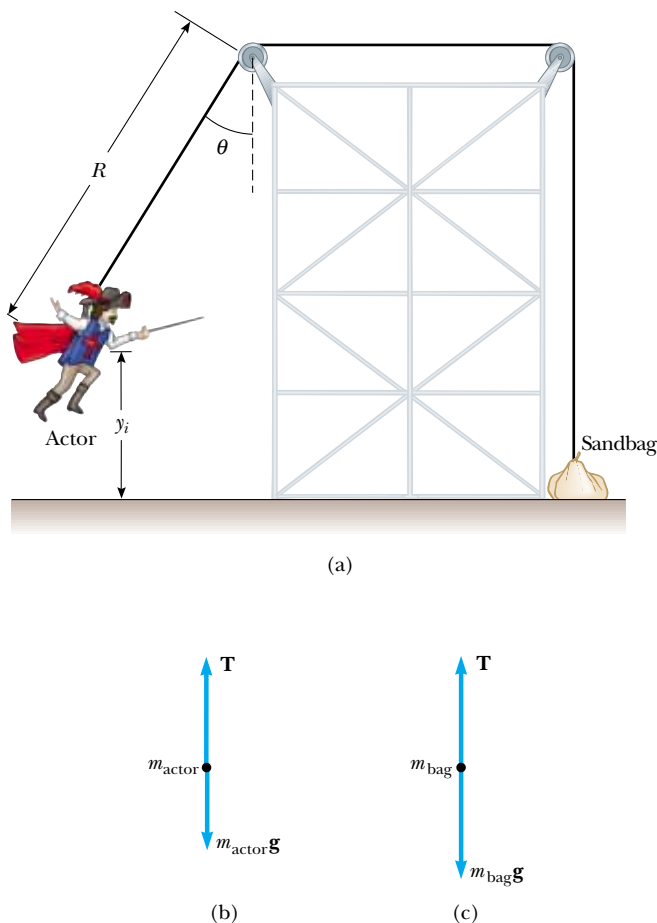 θ
R
Actor
y_i
Sandbag
(a)
T
T
m_actor
m_bag
m_actor g
m_bag g
(b)
(c)